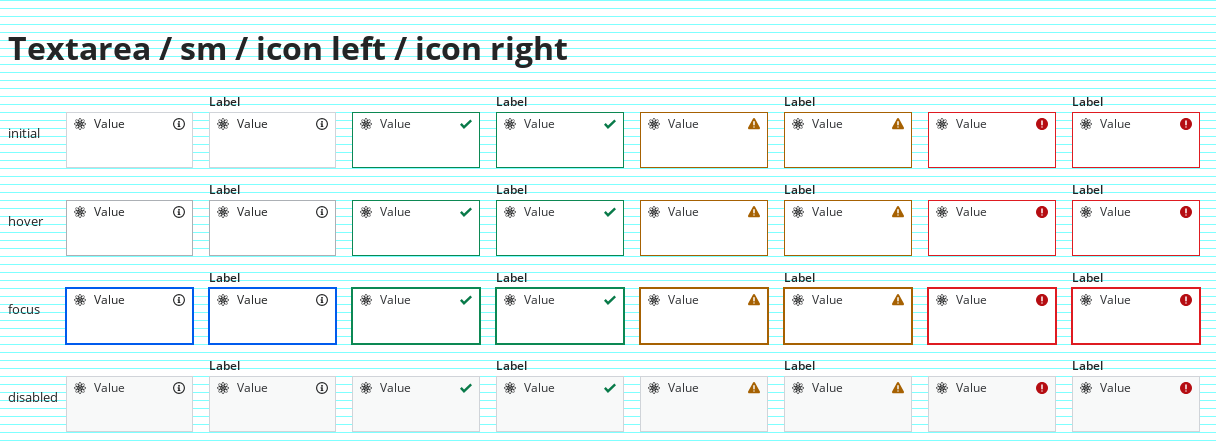 Textarea / sm / icon left / icon right
Label Label Label Label
initial Value Value Value Value Value Value Value Value
Label Label Label Label
hover Value Value Value Value Value Value Value Value
Label Label Label Label
focus Value Value Value Value Value Value Value Value
Label Label Label Label
disabled Value Value Value Value Value Value Value Value